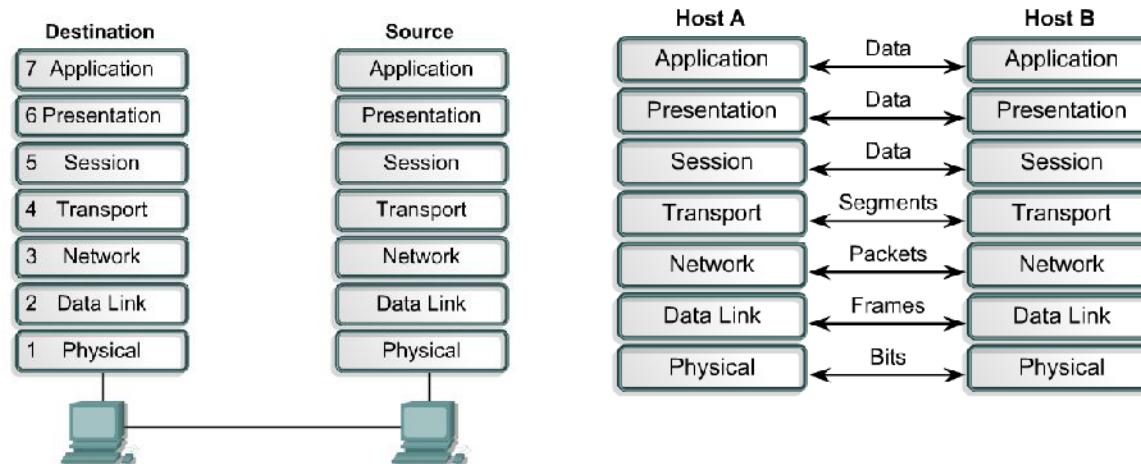 Destination
Source
7 Application
Application
6 Presentation
Presentation
5 Session
Session
4 Transport
Transport
3 Network
Network
2 Data Link
Data Link
1 Physical
Physical
Host A
Host B
Application
Data
Application
Presentation
Data
Presentation
Session
Data
Session
Transport
Segments
Transport
Network
Packets
Network
Data Link
Frames
Data Link
Physical
Bits
Physical